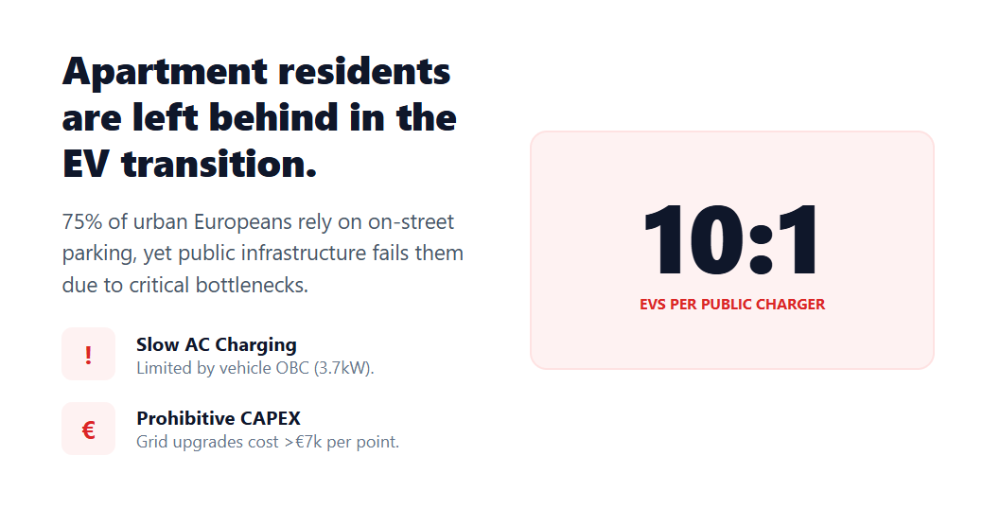 Apartment residents
are left behind in the
EV transition.
75% of urban Europeans rely on on-street
parking, yet public infrastructure fails them
due to critical bottlenecks.
!
Slow AC Charging
Limited by vehicle OBC (3.7kW).
€
Prohibitive CAPEX
Grid upgrades cost >€7k per point.
10:1
EVS PER PUBLIC CHARGER